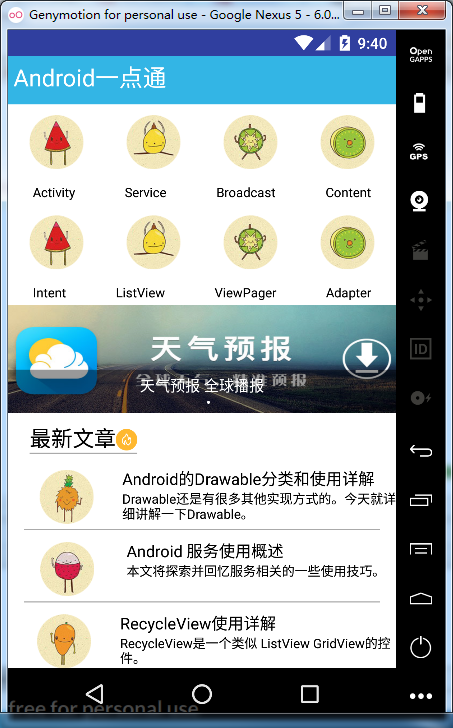 Genymotion for personal use - Google Nexus 5 - 6.0...
9:40
Open
GAPPS
Android一点通
GPS
Activity Service Broadcast Content
Intent ListView ViewPager Adapter
ID
天气预报
全球天气 精准预报
天气预报 全球播报
最新文章
Android的Drawable分类和使用详解
Drawable还是有很多其他实现方式的。今天就详
细讲解一下Drawable。
Android 服务使用概述
本文将探索并回忆服务相关的一些使用技巧。
RecycleView使用详解
RecycleView是一个类似 ListView GridView的控
件。
free for personal use